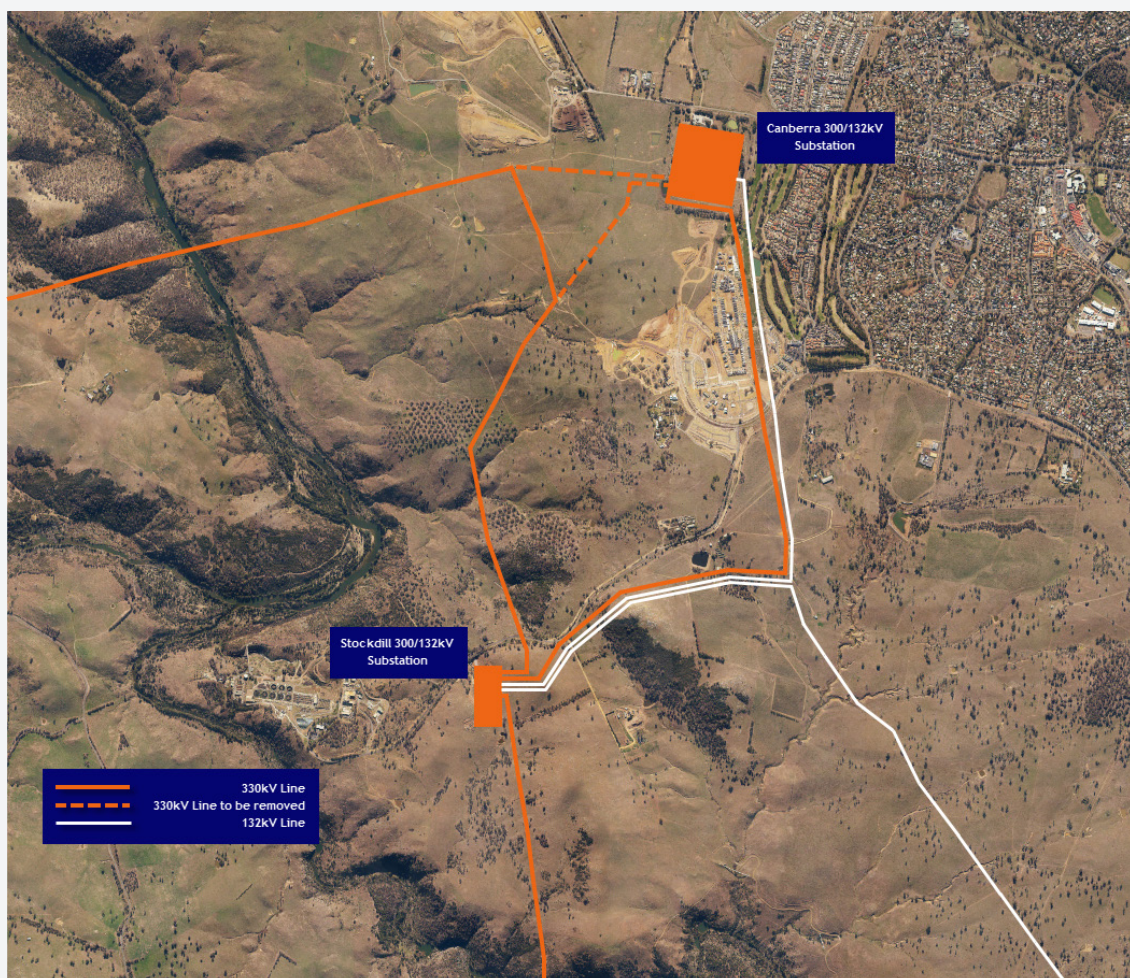 Canberra 300/132kV
Substation
Stockdill 300/132kV
Substation
330kV Line
330kV Line to be removed
132kV Line